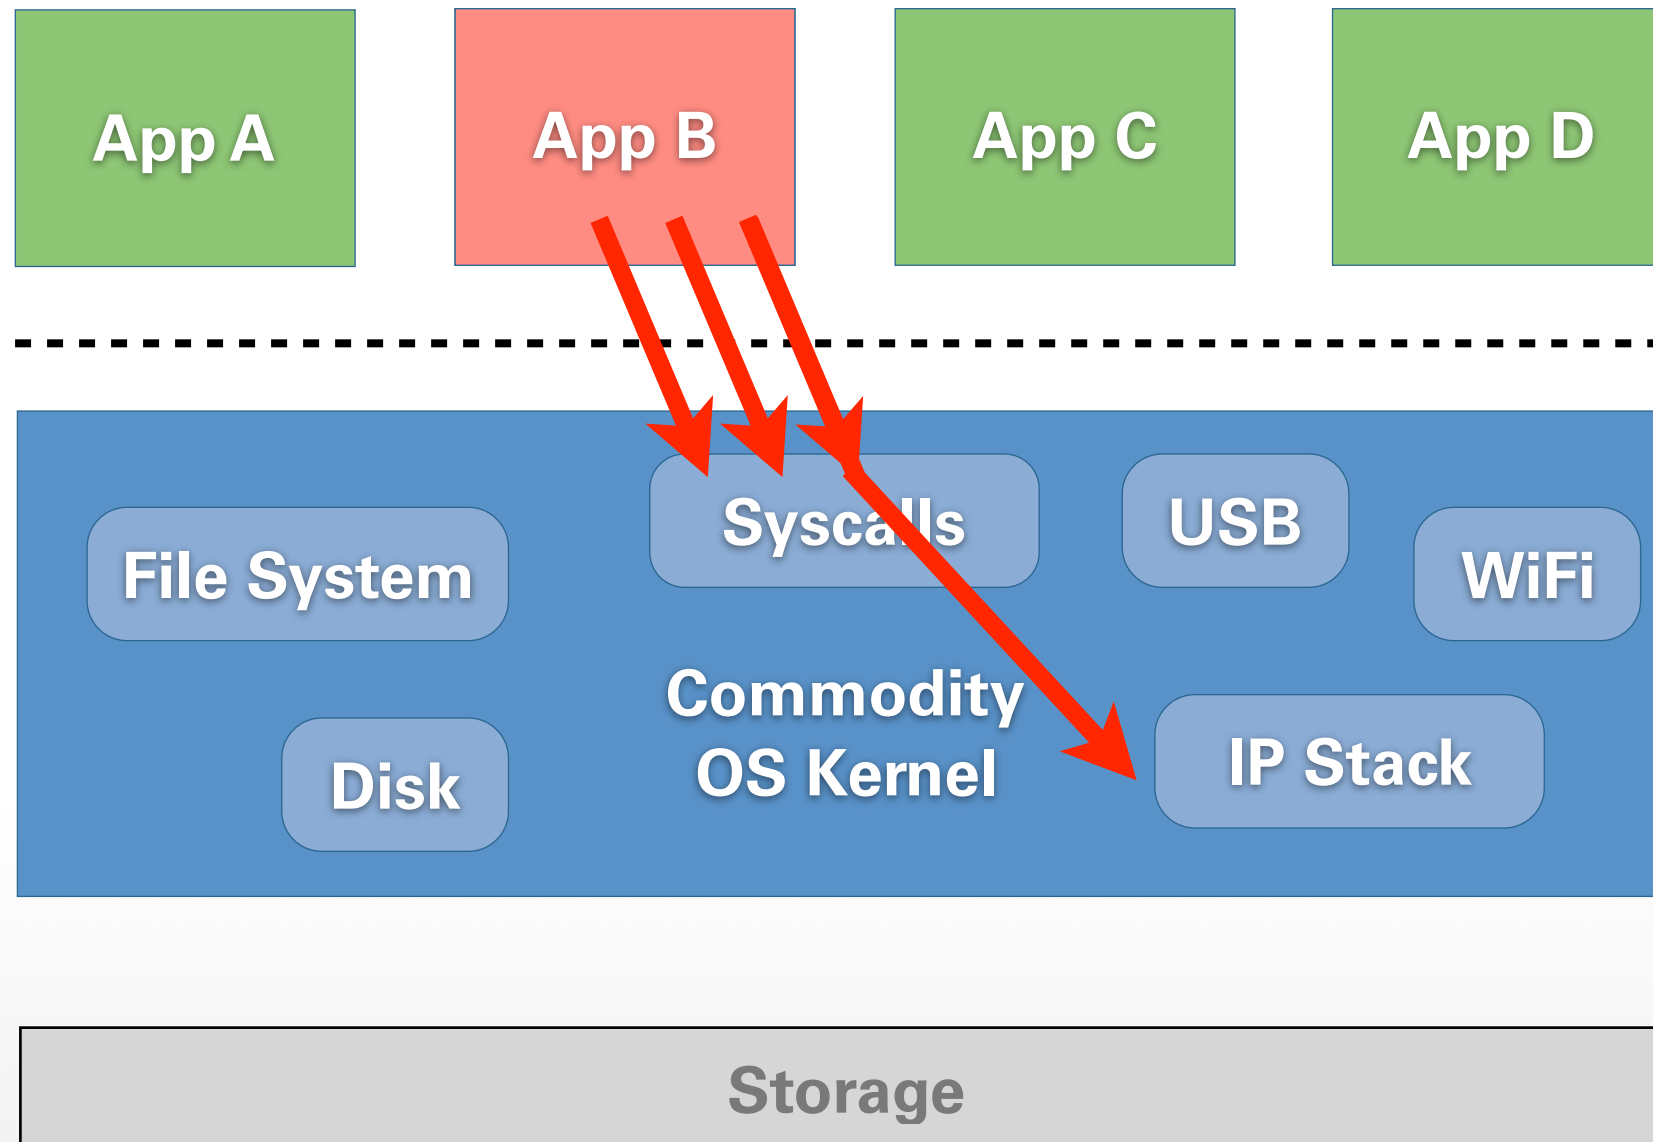 App A
App B
App C
App D
Syscalls
USB
File System
WiFi
Commodity
OS Kernel
IP Stack
Disk
Storage